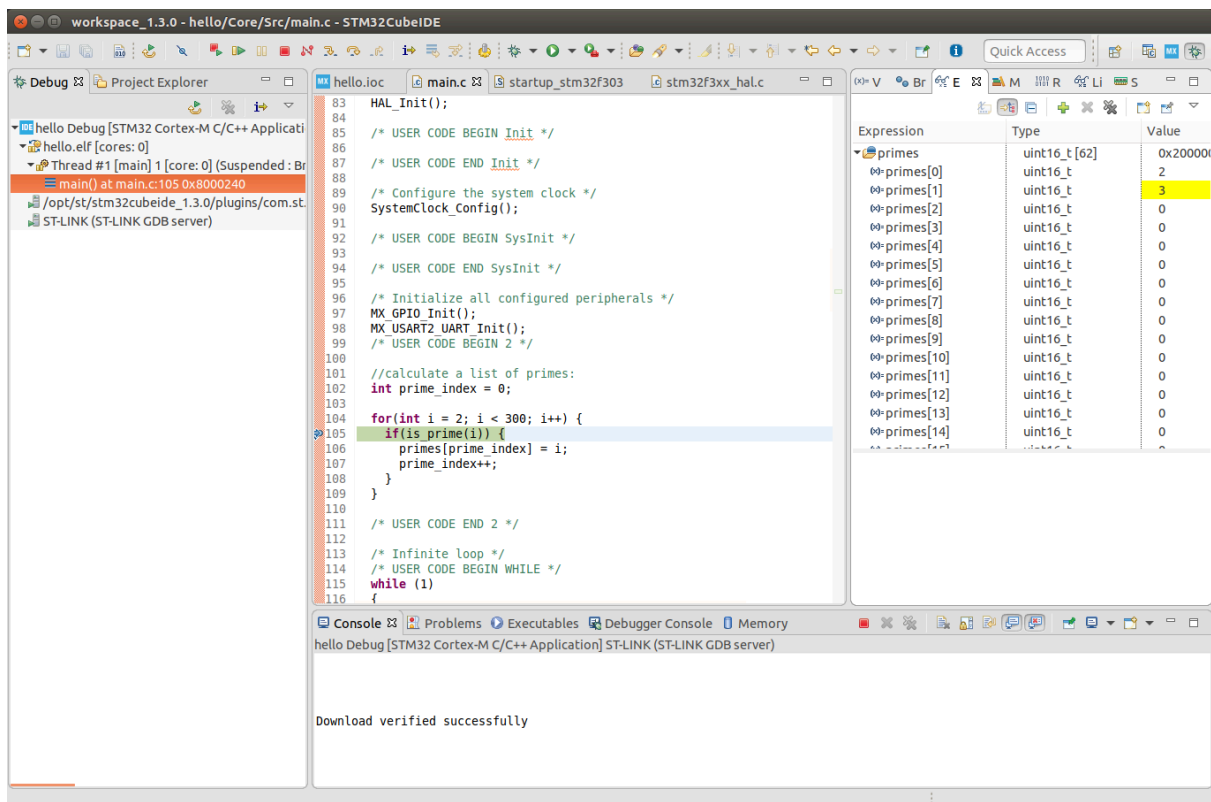 workspace_1.3.0 - hello/Core/Src/main.c - STM32CubeIDE
Quick Access
Debug Project Explorer
hello Debug [STM32 Cortex-M C/C++ Applicati
hello.elf [cores: 0]
Thread #1 [main] 1 [core: 0] (Suspended : Br
main() at main.c:105 0x8000240
/opt/st/stm32cubeide_1.3.0/plugins/com.st.
ST-LINK (ST-LINK GDB server)
hello.ioc main.c startup_stm32f303 stm32f3xx_hal.c
83 HAL_Init();
84
85 /* USER CODE BEGIN Init */
86
87 /* USER CODE END Init */
88
89 /* Configure the system clock */
90 SystemClock_Config();
91
92 /* USER CODE BEGIN SysInit */
93
94 /* USER CODE END SysInit */
95
96 /* Initialize all configured peripherals */
97 MX_GPIO_Init();
98 MX_USART2_UART_Init();
99 /* USER CODE BEGIN 2 */
100
101 //calculate a list of primes:
102 int prime_index = 0;
103
104 for(int i = 2; i < 300; i++) {
105 if(is_prime(i)) {
106 primes[prime_index] = i;
107 prime_index++;
108 }
109 }
110
111 /* USER CODE END 2 */
112
113 /* Infinite loop */
114 /* USER CODE BEGIN WHILE */
115 while (1)
116 {
(x)= V Br E M R Li S
Expression Type Value
primes uint16_t [62] 0x20000
primes[0] uint16_t 2
primes[1] uint16_t 3
primes[2] uint16_t 0
primes[3] uint16_t 0
primes[4] uint16_t 0
primes[5] uint16_t 0
primes[6] uint16_t 0
primes[7] uint16_t 0
primes[8] uint16_t 0
primes[9] uint16_t 0
primes[10] uint16_t 0
primes[11] uint16_t 0
primes[12] uint16_t 0
primes[13] uint16_t 0
primes[14] uint16_t 0
Console Problems Executables Debugger Console Memory
hello Debug [STM32 Cortex-M C/C++ Application] ST-LINK (ST-LINK GDB server)
Download verified successfully